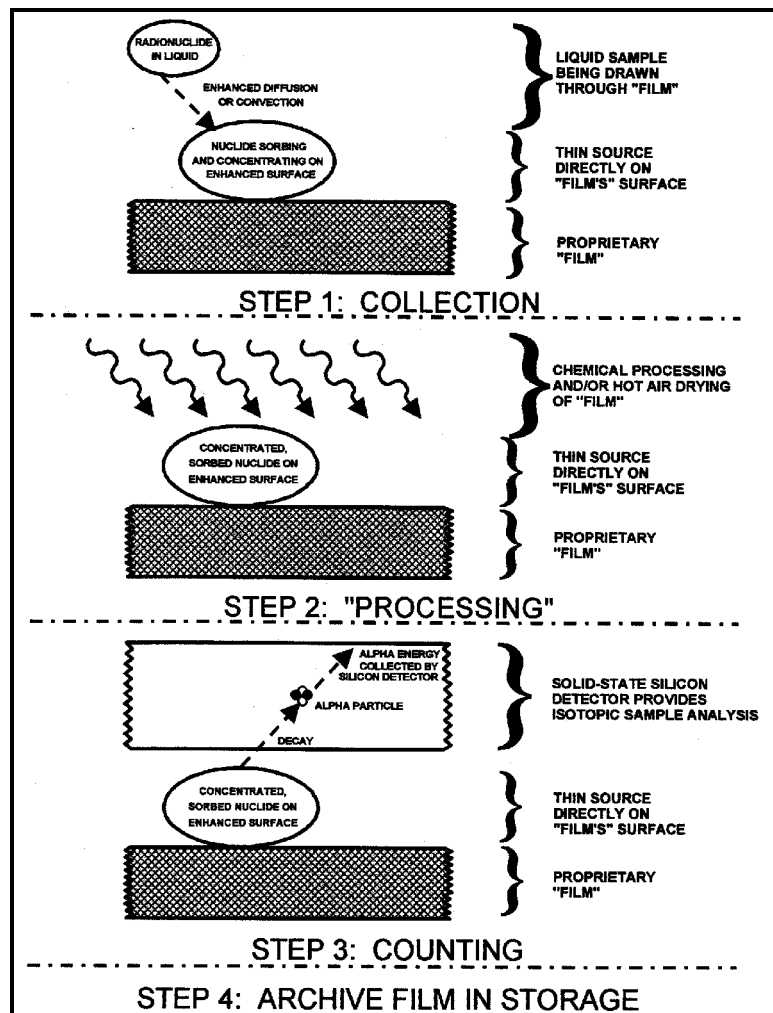 RADIONUCLIDE
IN LIQUID
ENHANCED DIFFUSION
OR CONVECTION
NUCLIDE SORBING
AND CONCENTRATING ON
ENHANCED SURFACE
LIQUID SAMPLE
BEING DRAWN
THROUGH "FILM"
THIN SOURCE
DIRECTLY ON
"FILM'S" SURFACE
PROPRIETARY
"FILM"
STEP 1: COLLECTION
CHEMICAL PROCESSING
AND/OR HOT AIR DRYING
OF "FILM"
CONCENTRATED,
SORBED NUCLIDE ON
ENHANCED SURFACE
THIN SOURCE
DIRECTLY ON
"FILM'S" SURFACE
PROPRIETARY
"FILM"
STEP 2: "PROCESSING"
ALPHA ENERGY
COLLECTED BY
SILICON DETECTOR
ALPHA PARTICLE
DECAY
SOLID-STATE SILICON
DETECTOR PROVIDES
ISOTOPIC SAMPLE ANALYSIS
CONCENTRATED,
SORBED NUCLIDE ON
ENHANCED SURFACE
THIN SOURCE
DIRECTLY ON
"FILM'S" SURFACE
PROPRIETARY
"FILM"
STEP 3: COUNTING
STEP 4: ARCHIVE FILM IN STORAGE